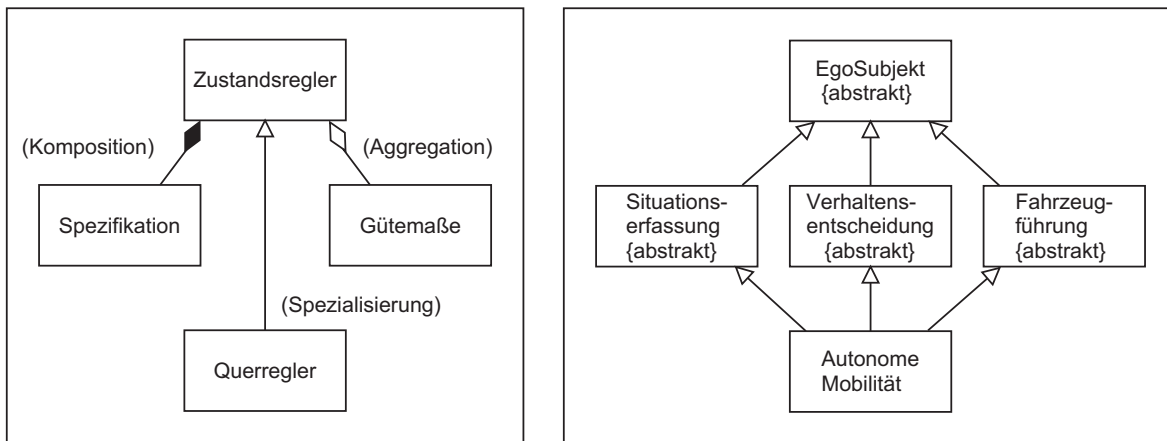 Zustandsregler
(Komposition)
(Aggregation)
Spezifikation
Gütemaße
(Spezialisierung)
Querregler
EgoSubjekt
{abstrakt}
Situations-
erfassung
{abstrakt}
Verhaltens-
entscheidung
{abstrakt}
Fahrzeug-
führung
{abstrakt}
Autonome
Mobilität